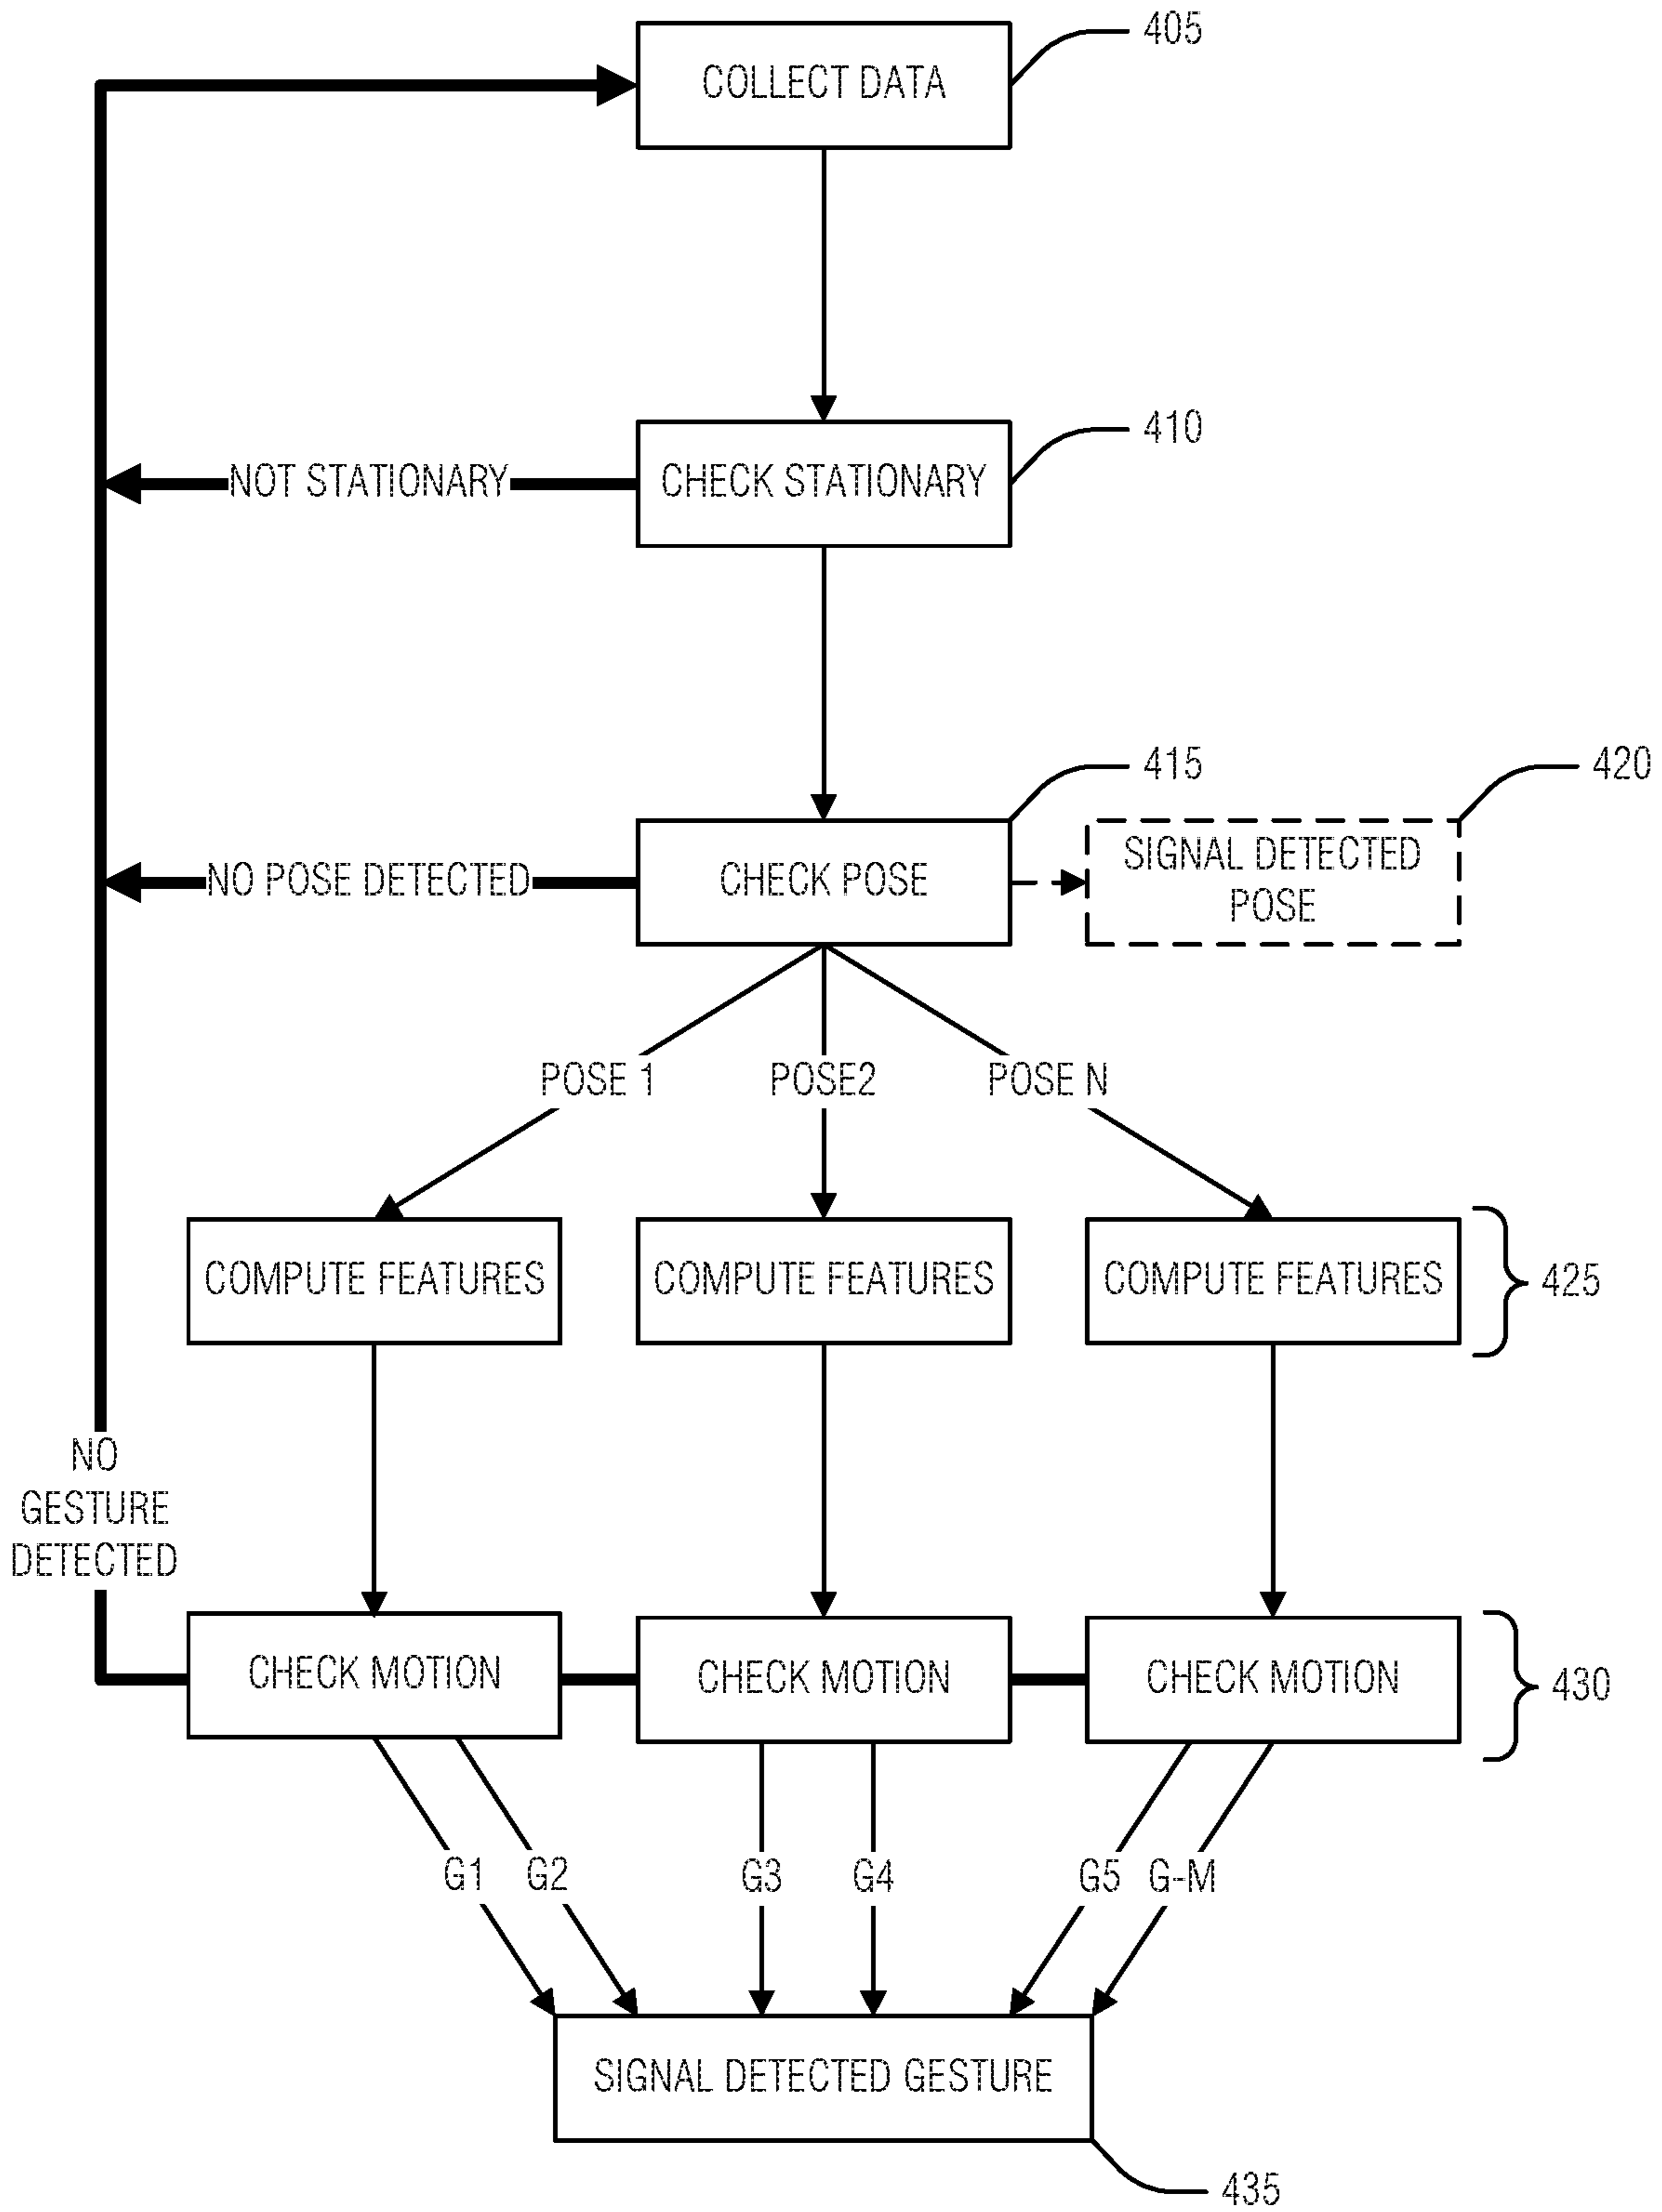 405
COLLECT DATA
410
NOT STATIONARY
CHECK STATIONARY
415
420
NO POSE DETECTED
CHECK POSE
SIGNAL DETECTED
POSE
POSE 1
POSE2
POSE N
COMPUTE FEATURES
COMPUTE FEATURES
COMPUTE FEATURES
425
NO
GESTURE
DETECTED
CHECK MOTION
CHECK MOTION
CHECK MOTION
430
G1
G2
G3
G4
G5
G-M
SIGNAL DETECTED GESTURE
435